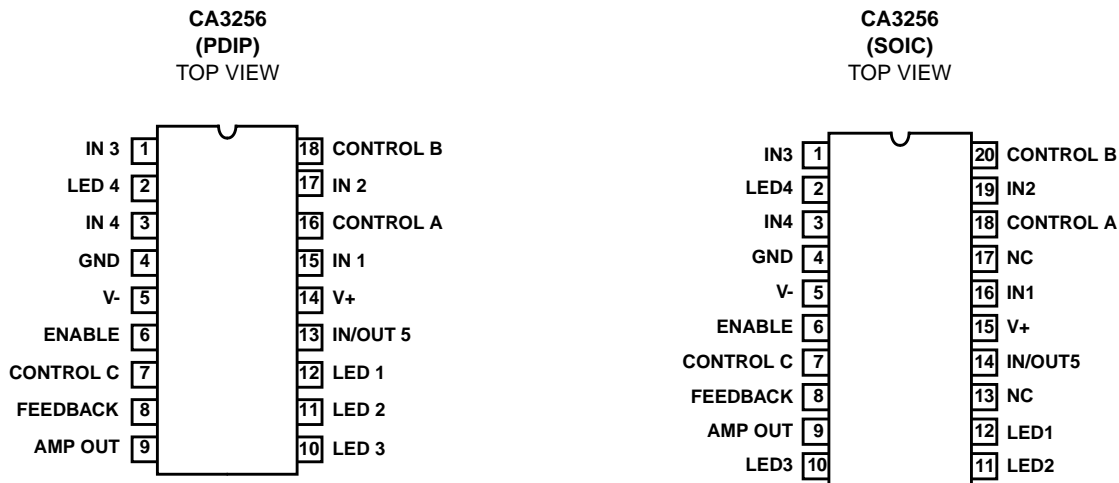 CA3256
(PDIP)
TOP VIEW
IN 3 1 18 CONTROL B
LED 4 2 17 IN 2
IN 4 3 16 CONTROL A
GND 4 15 IN 1
V- 5 14 V+
ENABLE 6 13 IN/OUT 5
CONTROL C 7 12 LED 1
FEEDBACK 8 11 LED 2
AMP OUT 9 10 LED 3
CA3256
(SOIC)
TOP VIEW
IN3 1 20 CONTROL B
LED4 2 19 IN2
IN4 3 18 CONTROL A
GND 4 17 NC
V- 5 16 IN1
ENABLE 6 15 V+
CONTROL C 7 14 IN/OUT5
FEEDBACK 8 13 NC
AMP OUT 9 12 LED1
LED3 10 11 LED2